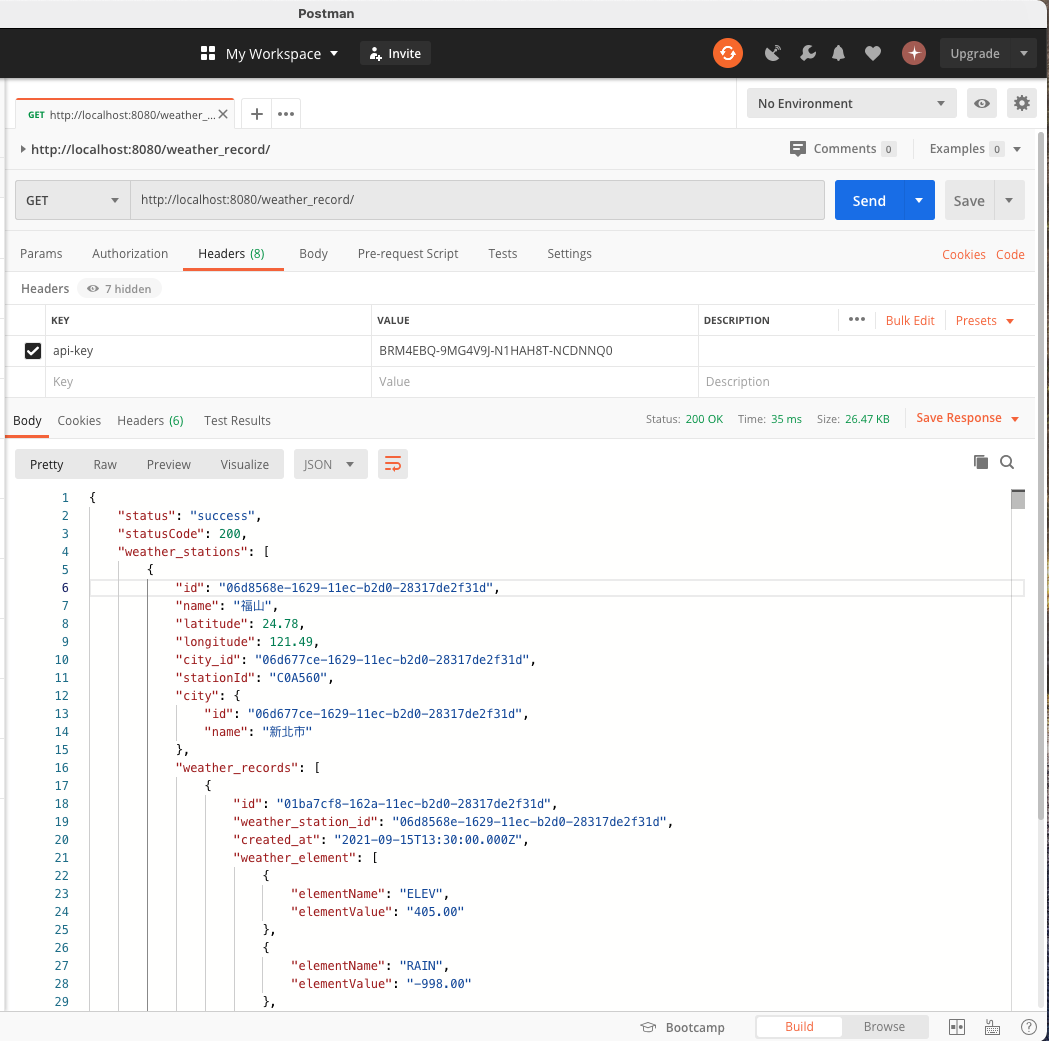 Postman
My Workspace Invite Upgrade
GET http://localhost:8080/weather_... No Environment
http://localhost:8080/weather_record/ Comments 0 Examples 0
GET http://localhost:8080/weather_record/ Send Save
Params Authorization Headers (8) Body Pre-request Script Tests Settings Cookies Code
Headers 7 hidden
KEY VALUE DESCRIPTION ••• Bulk Edit Presets
api-key BRM4EBQ-9MG4V9J-N1HAH8T-NCDNNQ0
Key Value Description
Body Cookies Headers (6) Test Results Status: 200 OK Time: 35 ms Size: 26.47 KB Save Response
Pretty Raw Preview Visualize JSON
1 {
2 "status": "success",
3 "statusCode": 200,
4 "weather_stations": [
5 {
6 "id": "06d8568e-1629-11ec-b2d0-28317de2f31d",
7 "name": "福山",
8 "latitude": 24.78,
9 "longitude": 121.49,
10 "city_id": "06d677ce-1629-11ec-b2d0-28317de2f31d",
11 "stationId": "C0A560",
12 "city": {
13 "id": "06d677ce-1629-11ec-b2d0-28317de2f31d",
14 "name": "新北市"
15 },
16 "weather_records": [
17 {
18 "id": "01ba7cf8-162a-11ec-b2d0-28317de2f31d",
19 "weather_station_id": "06d8568e-1629-11ec-b2d0-28317de2f31d",
20 "created_at": "2021-09-15T13:30:00.000Z",
21 "weather_element": [
22 {
23 "elementName": "ELEV",
24 "elementValue": "405.00"
25 },
26 {
27 "elementName": "RAIN",
28 "elementValue": "-998.00"
29 },
Bootcamp Build Browse